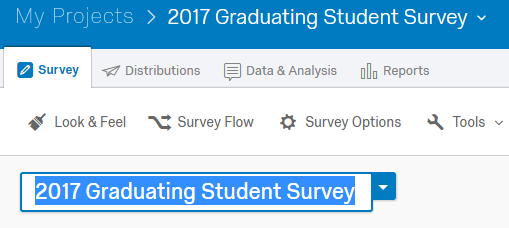 My Projects > 2017 Graduating Student Survey
Survey Distributions Data & Analysis Reports
Look & Feel Survey Flow Survey Options Tools
2017 Graduating Student Survey